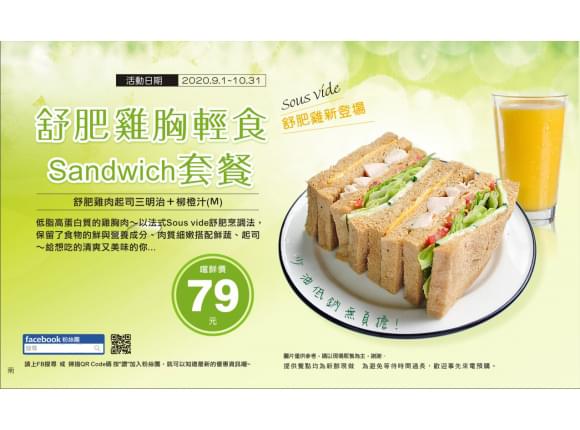 活動日期 2020.9.1~10.31
舒肥雞胸輕食
Sandwich套餐
舒肥雞肉起司三明治＋柳橙汁(M)
低脂高蛋白質的雞胸肉～以法式Sous vide舒肥烹調法，
保留了食物的鮮與營養成分。肉質細嫩搭配鮮蔬、起司
～給想吃的清爽又美味的你...
嚐鮮價
79
元
Sous vide
舒肥雞新登場
少油低鈉無負擔！
facebook 粉絲團
搜尋
請上FB搜尋 或 掃描QR Code碼 按"讚"加入粉絲團，就可以知道最新的優惠資訊喔~
圖片僅供參考，請以現場販售為主，謝謝。
提供餐點均為新鮮現做 為避免等待時間過長，歡迎事先來電預購。